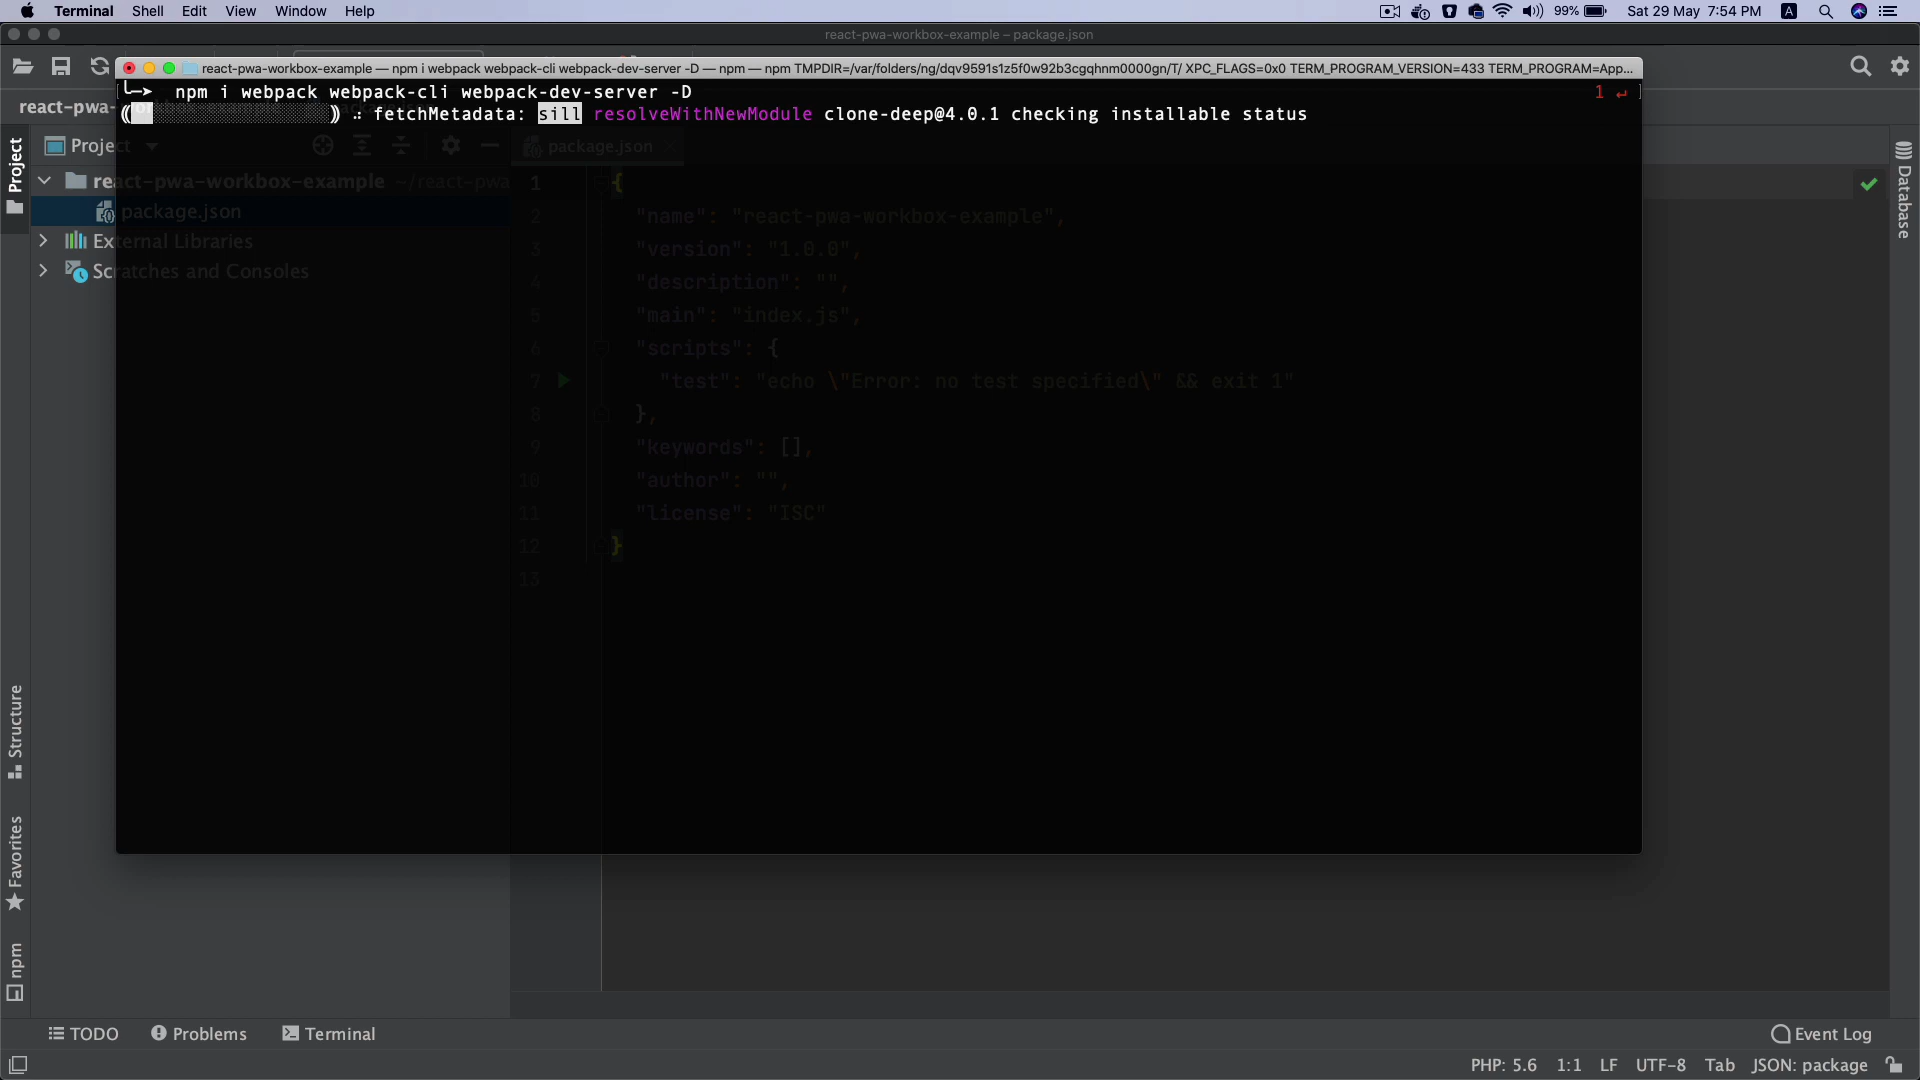 Terminal Shell Edit View Window Help 99% Sat 29 May 7:54 PM A
react-pwa-workbox-example – package.json
react-pwa-workbox-example — npm i webpack webpack-cli webpack-dev-server -D — npm — npm TMPDIR=/var/folders/ng/dqv9591s1z5f0w92b3cgqhnm0000gn/T/ XPC_FLAGS=0x0 TERM_PROGRAM_VERSION=433 TERM_PROGRAM=App...
npm i webpack webpack-cli webpack-dev-server -D 1 ↵
fetchMetadata: sill resolveWithNewModule clone-deep@4.0.1 checking installable status
react-pwa-
Project package.json
react-pwa-workbox-example ~/react-pwa
package.json
External Libraries
Scratches and Consoles
1 {
2 "name": "react-pwa-workbox-example",
3 "version": "1.0.0",
4 "description": "",
5 "main": "index.js",
6 "scripts": {
7 "test": "echo \"Error: no test specified\" && exit 1"
8 },
9 "keywords": [],
10 "author": "",
11 "license": "ISC"
12 }
13
Project
Structure
Favorites
npm
Database
TODO Problems Terminal Event Log
PHP: 5.6 1:1 LF UTF-8 Tab JSON: package